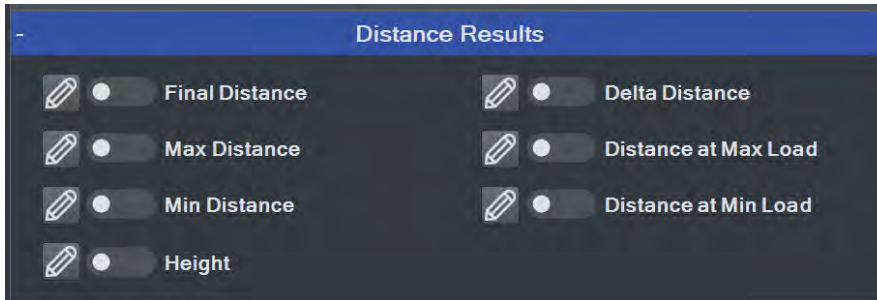 -
Distance Results
Final Distance
Delta Distance
Max Distance
Distance at Max Load
Min Distance
Distance at Min Load
Height